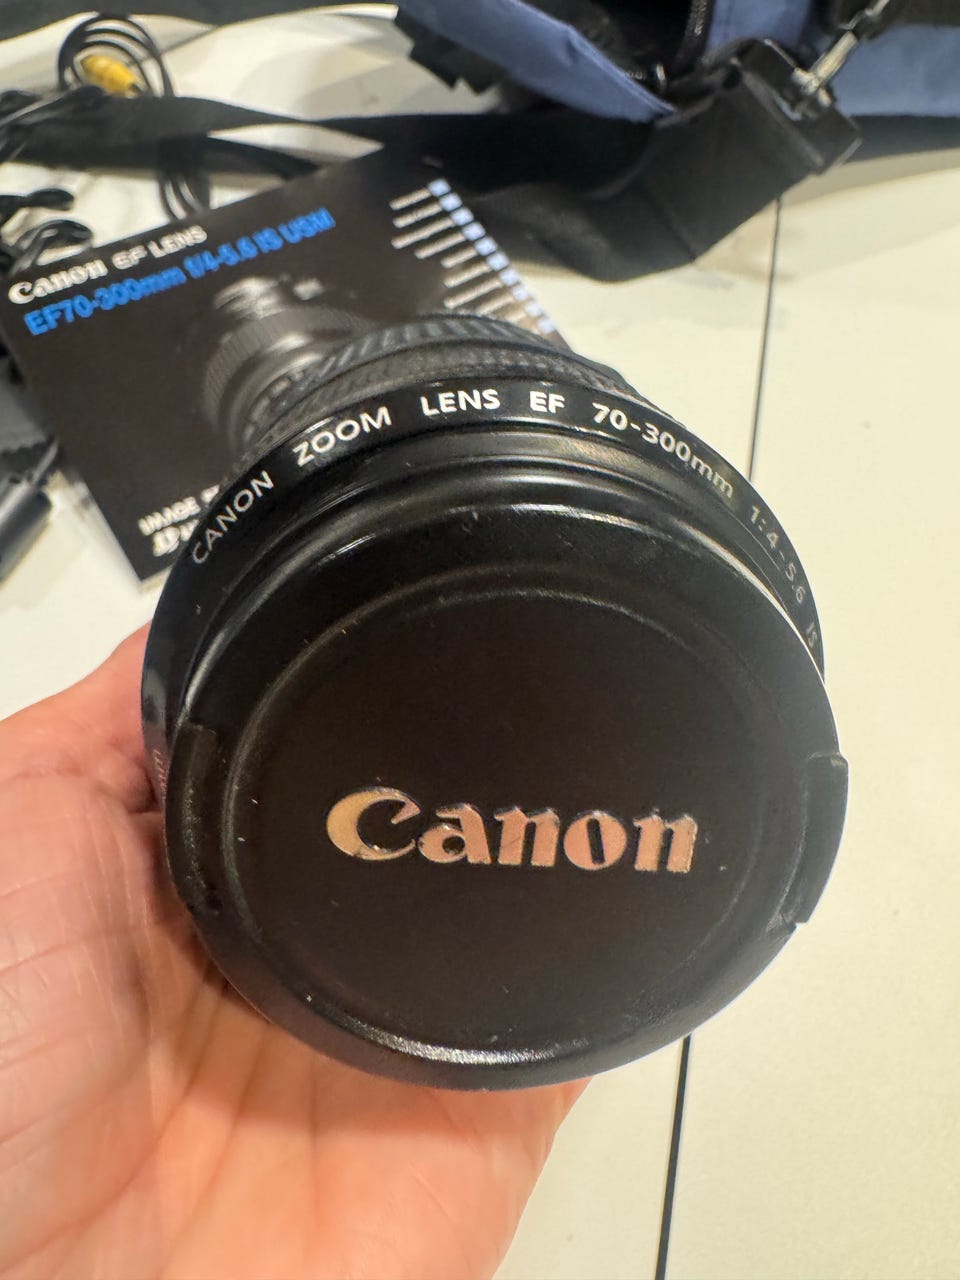 Canon EF LENS
EF70-300mm f/4-5.6 IS USM
IMAGE
CANON ZOOM LENS EF 70-300mm 1:4-5.6 IS
Canon